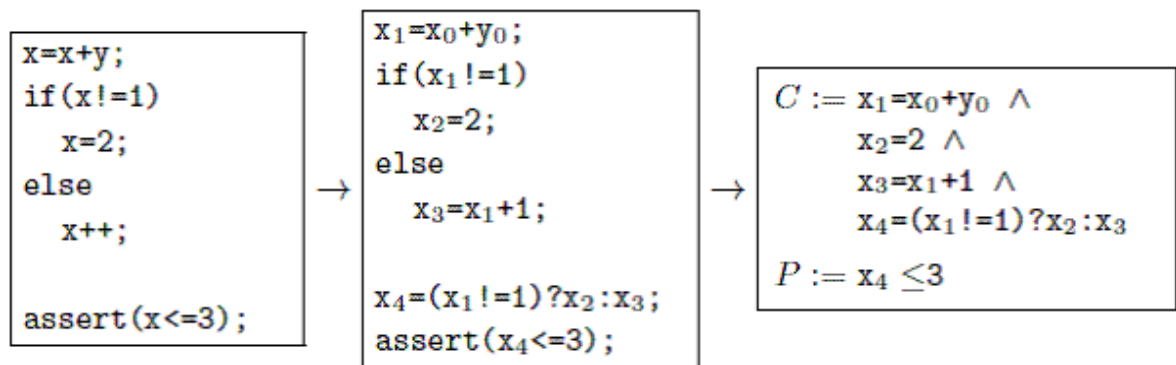 x=x+y;
if(x!=1)
x=2;
else
x++;
assert(x<=3);
→
x₁=x₀+y₀;
if(x₁!=1)
x₂=2;
else
x₃=x₁+1;
x₄=(x₁!=1)?x₂:x₃;
assert(x₄<=3);
→
C := x₁=x₀+y₀ ∧
x₂=2 ∧
x₃=x₁+1 ∧
x₄=(x₁!=1)?x₂:x₃
P := x₄ ≤3